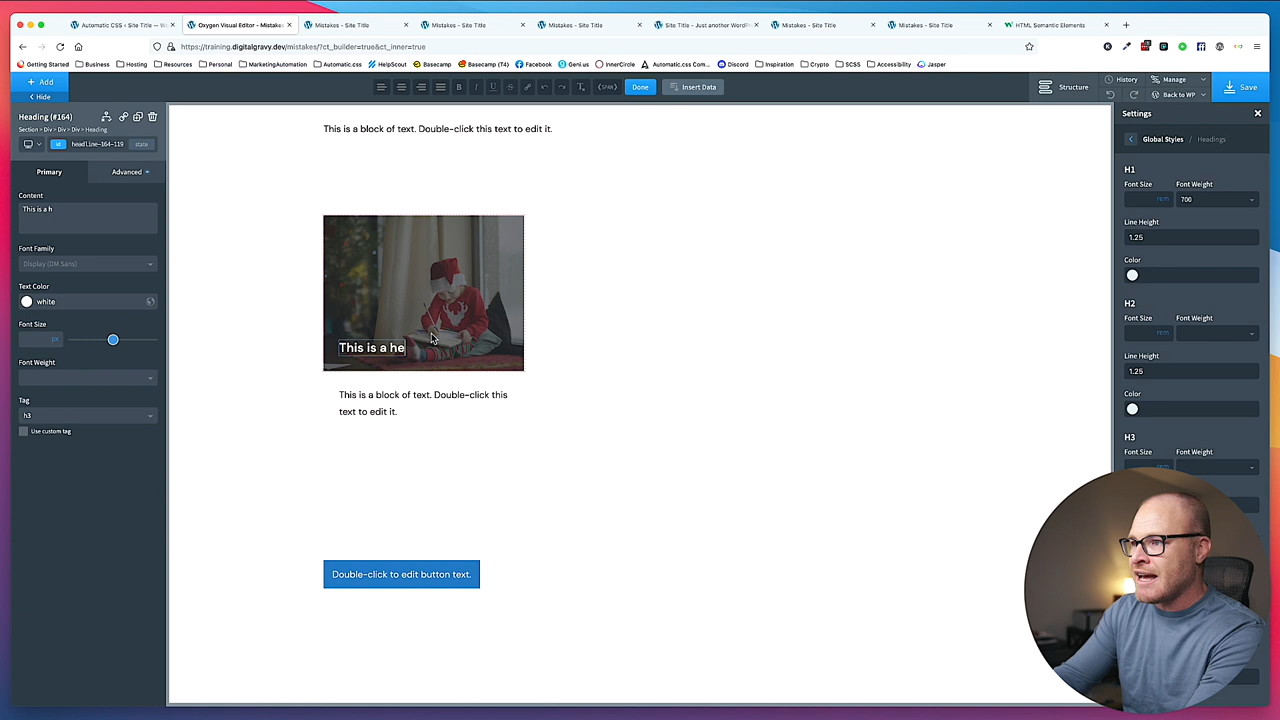 Automatic CSS ‹ Site Title — W
Oxygen Visual Editor - Mistakes
Mistakes - Site Title
Mistakes - Site Title
Mistakes - Site Title
Site Title – Just another WordP
Mistakes - Site Title
Mistakes - Site Title
HTML Semantic Elements
https://training.digitalgravy.dev/mistakes/?ct_builder=true&ct_inner=true
Getting Started
Business
Hosting
Resources
Personal
MarketingAutomation
Automatic.css
HelpScout
Basecamp
Basecamp (T4)
Facebook
Geni.us
InnerCircle
Automatic.css Com...
Discord
Inspiration
Crypto
SCSS
Accessibility
Jasper
+ Add
< Hide
B
I
U
S
(SPAN)
Done
Insert Data
Structure
History
Manage
Back to WP
Save
Heading (#164)
Section > Div > Div > Heading
id
headline-164-119
state
Primary
Advanced
Content
This is a h
Font Family
Display (DM Sans)
Text Color
white
Font Size
px
Font Weight
Tag
h3
Use custom tag
This is a block of text. Double-click this text to edit it.
This is a he
This is a block of text. Double-click this
text to edit it.
Double-click to edit button text.
Settings
Global Styles / Headings
H1
Font Size
Font Weight
rem
700
Line Height
1.25
Color
H2
Font Size
Font Weight
rem
Line Height
1.25
Color
H3
Font Size
Font Weight
rem